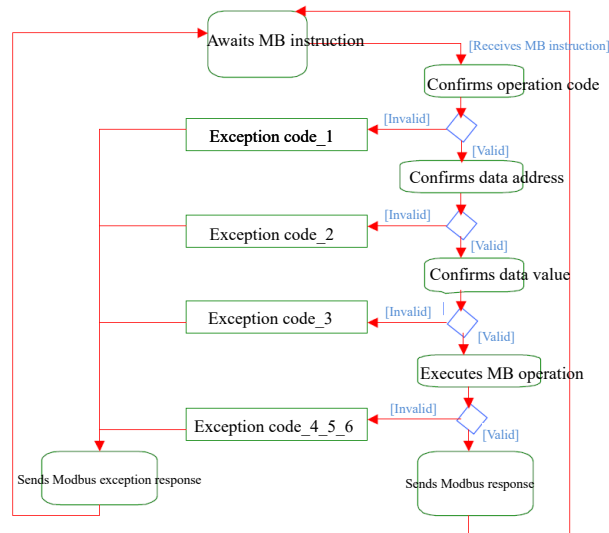 Awaits MB instruction
[Receives MB instruction]
Confirms operation code
[Invalid]
Exception code_1
[Valid]
Confirms data address
[Invalid]
Exception code_2
[Valid]
Confirms data value
[Invalid]
Exception code_3
[Valid]
Executes MB operation
[Invalid]
Exception code_4_5_6
[Valid]
Sends Modbus exception response
Sends Modbus response